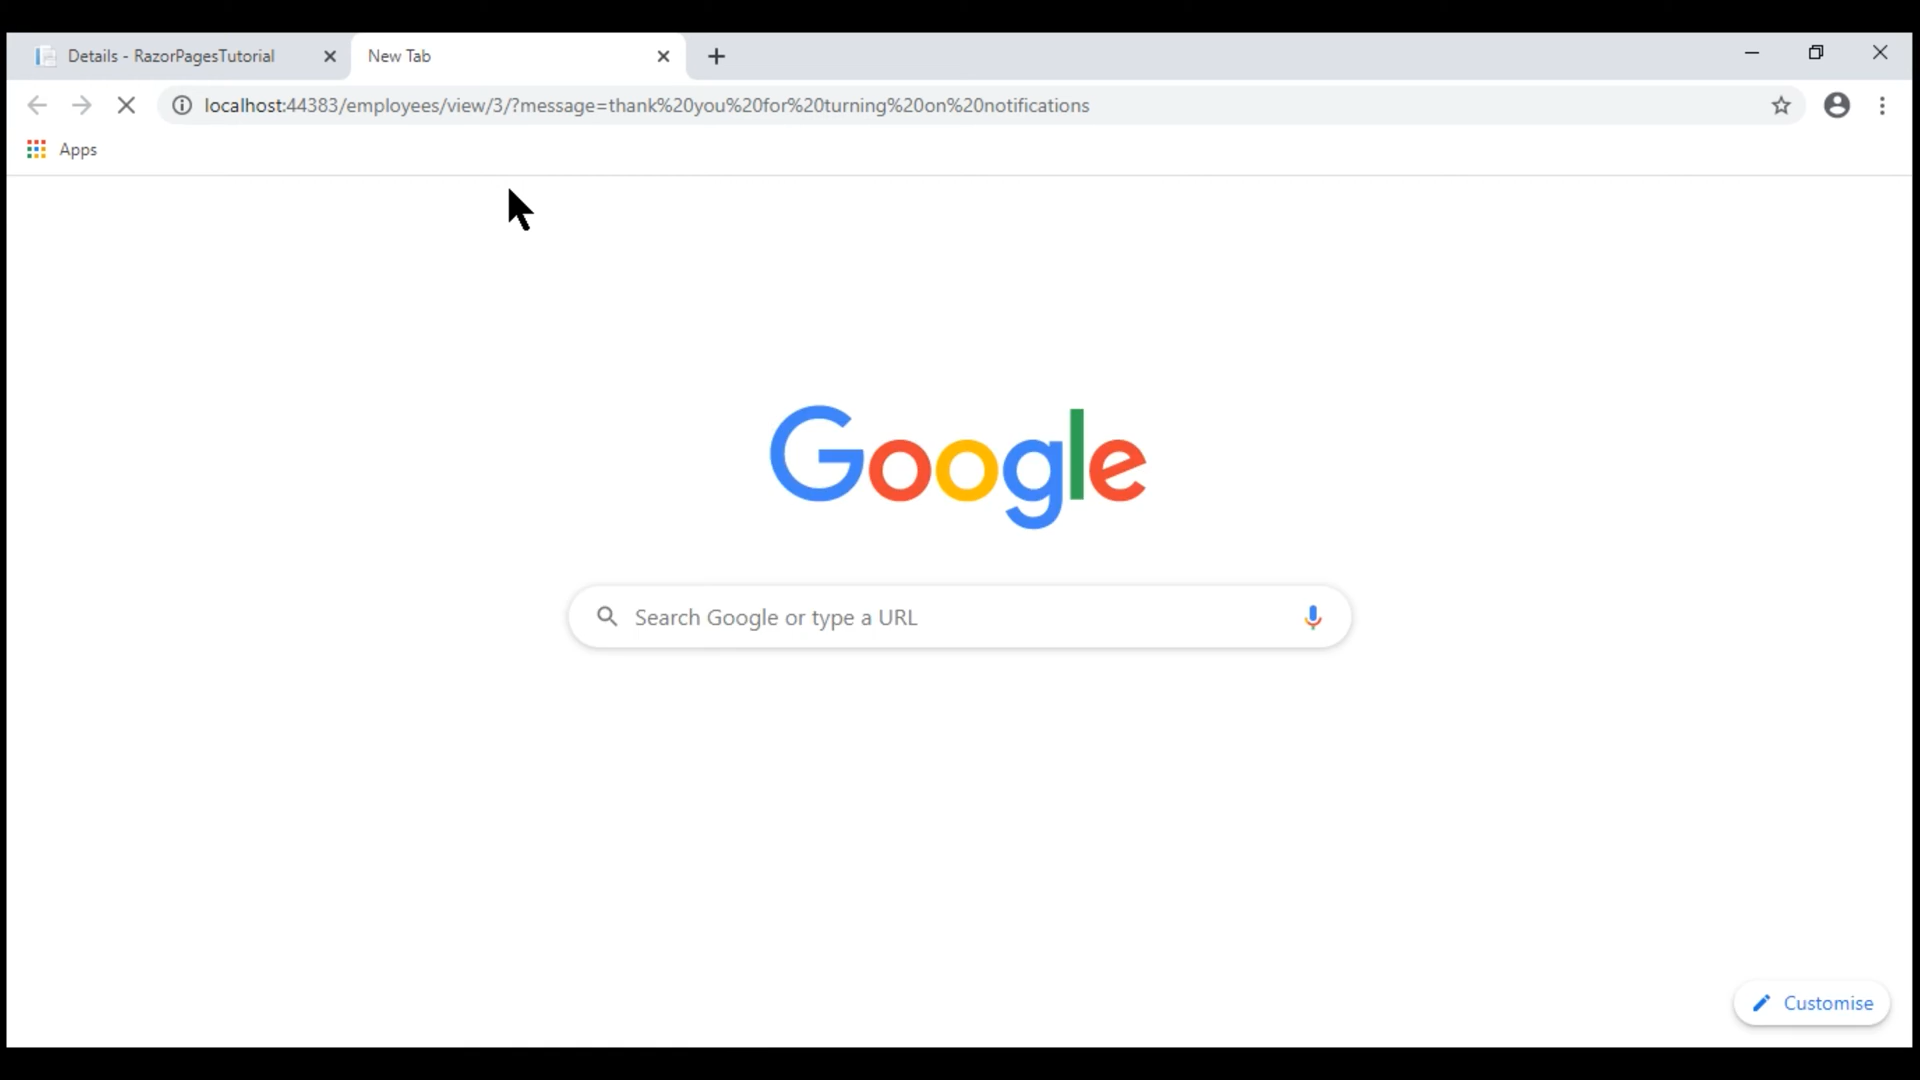 Details - RazorPagesTutorial
New Tab
localhost:44383/employees/view/3/?message=thank%20you%20for%20turning%20on%20notifications
Apps
Google
Search Google or type a URL
Customise